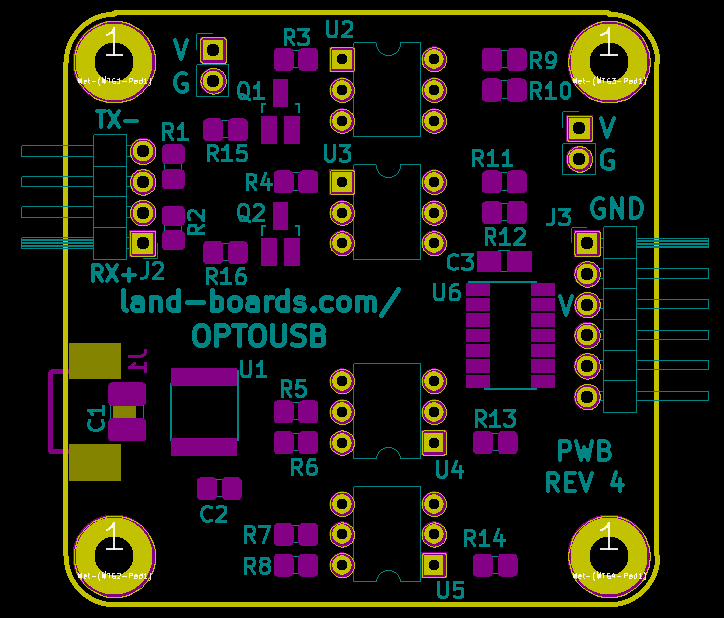 1
1
Net-(MTG1-Pad1)
Net-(MTG3-Pad1)
V
G
R3
U2
R9
R10
Q1
TX-
R1
R15
V
G
U3
R11
R4
Q2
R2
R12
GND
J3
RX+
J2
R16
C3
U6
V
land-boards.com/
OPTOUSB
J1
U1
C1
R5
R6
R13
U4
PWB
REV 4
C2
R7
R8
R14
U5
1
1
Net-(MTG2-Pad1)
Net-(MTG4-Pad1)